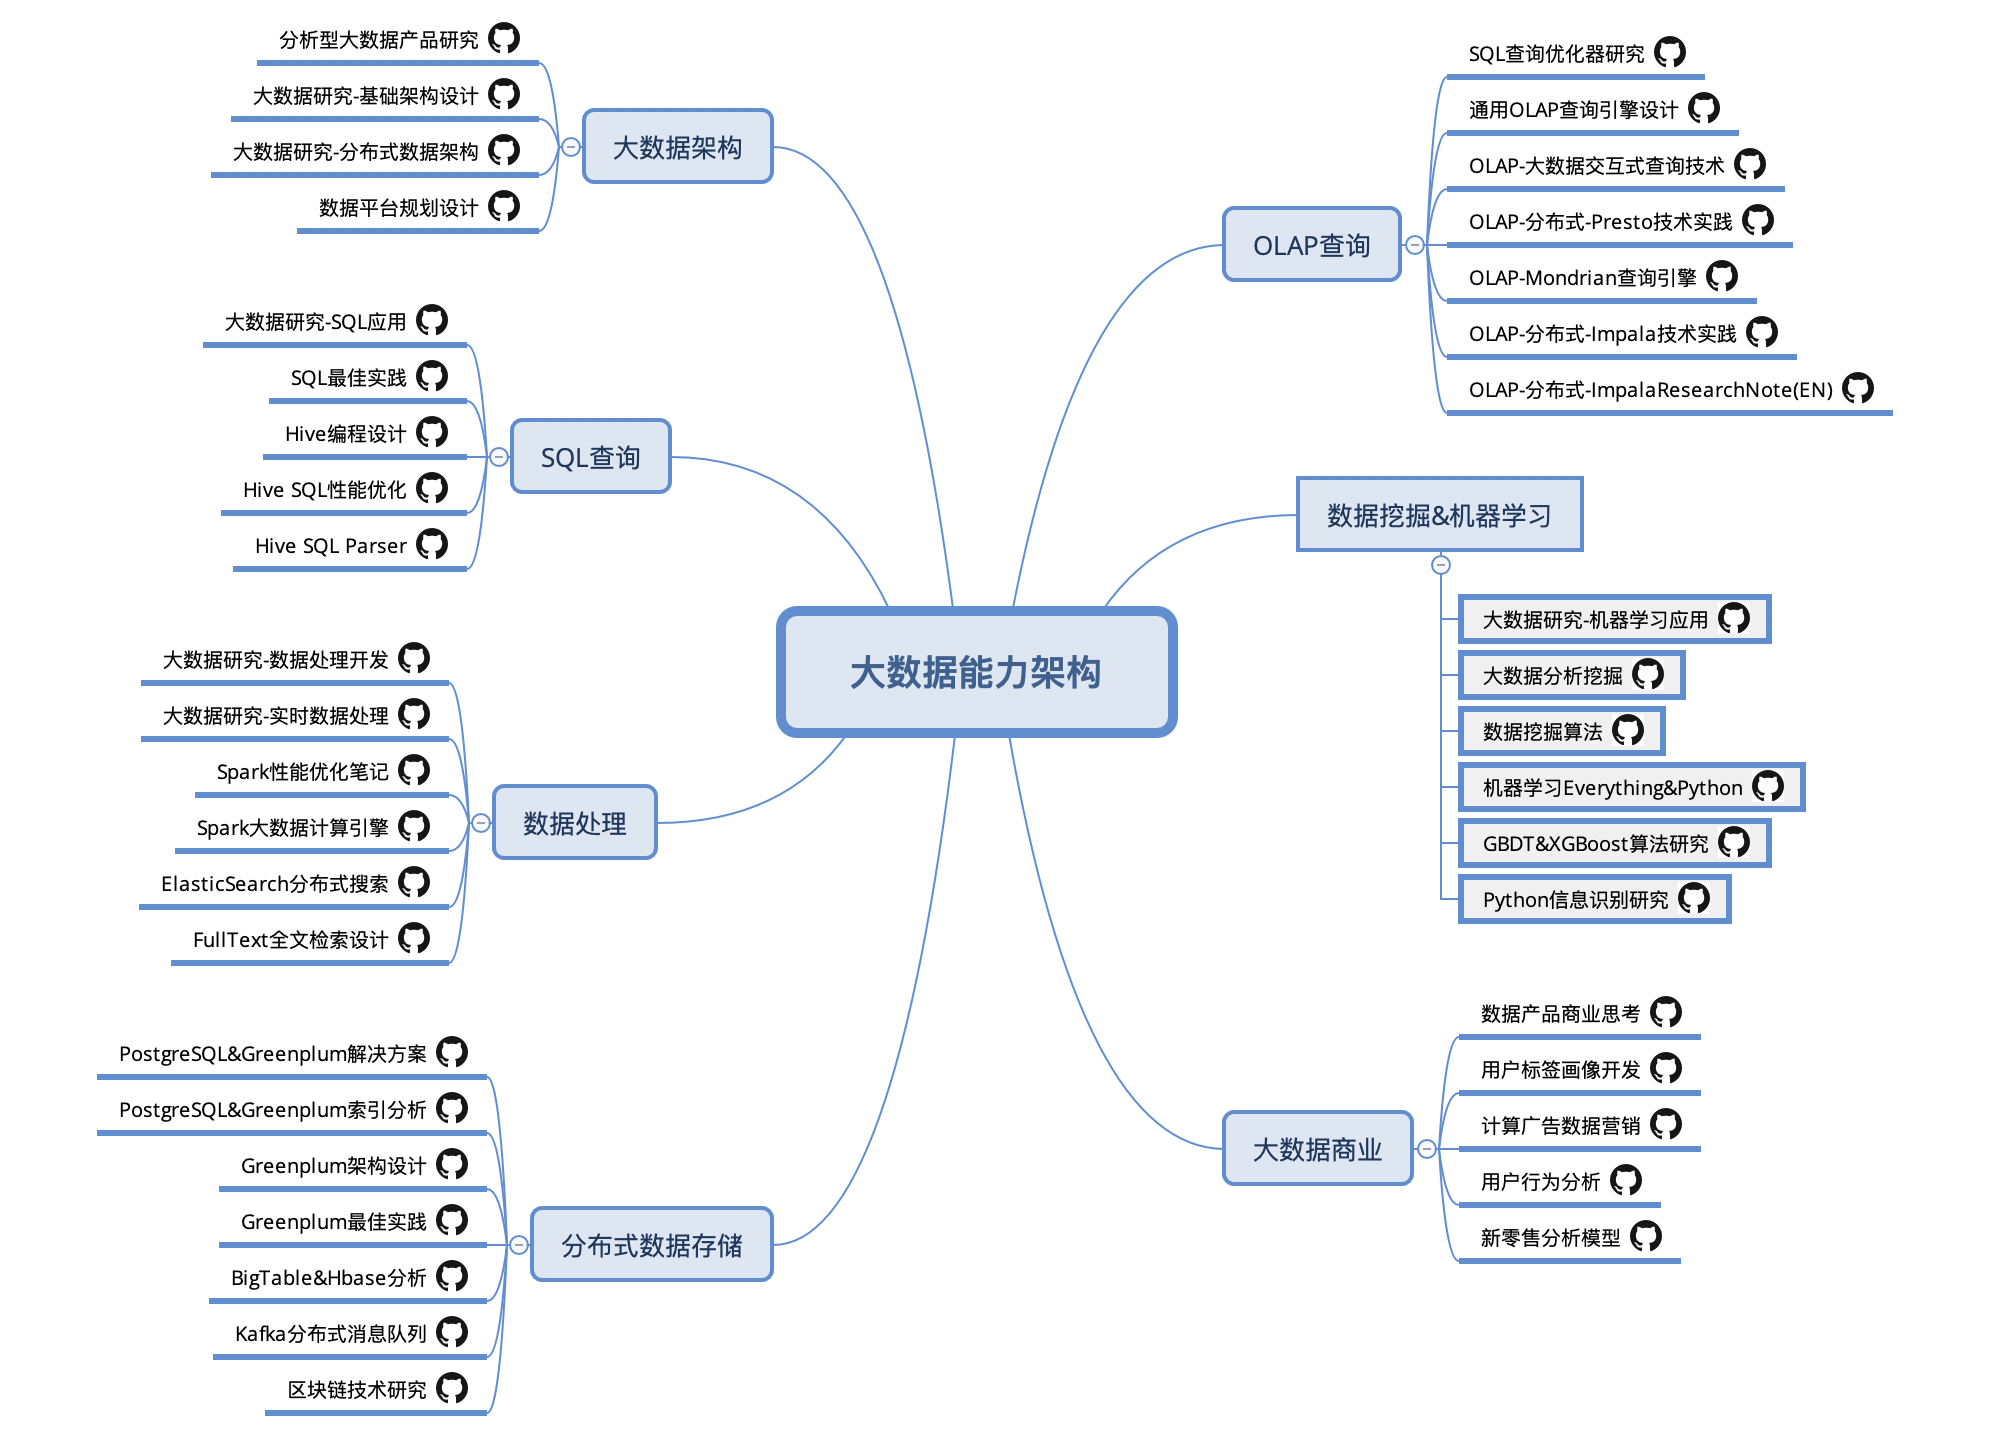 大数据能力架构
大数据架构
分析型大数据产品研究
大数据研究-基础架构设计
大数据研究-分布式数据架构
数据平台规划设计
SQL查询
大数据研究-SQL应用
SQL最佳实践
Hive编程设计
Hive SQL性能优化
Hive SQL Parser
数据处理
大数据研究-数据处理开发
大数据研究-实时数据处理
Spark性能优化笔记
Spark大数据计算引擎
ElasticSearch分布式搜索
FullText全文检索设计
分布式数据存储
PostgreSQL&Greenplum解决方案
PostgreSQL&Greenplum索引分析
Greenplum架构设计
Greenplum最佳实践
BigTable&Hbase分析
Kafka分布式消息队列
区块链技术研究
OLAP查询
SQL查询优化器研究
通用OLAP查询引擎设计
OLAP-大数据交互式查询技术
OLAP-分布式-Presto技术实践
OLAP-Mondrian查询引擎
OLAP-分布式-Impala技术实践
OLAP-分布式-ImpalaResearchNote(EN)
数据挖掘&机器学习
大数据研究-机器学习应用
大数据分析挖掘
数据挖掘算法
机器学习Everything&Python
GBDT&XGBoost算法研究
Python信息识别研究
大数据商业
数据产品商业思考
用户标签画像开发
计算广告数据营销
用户行为分析
新零售分析模型